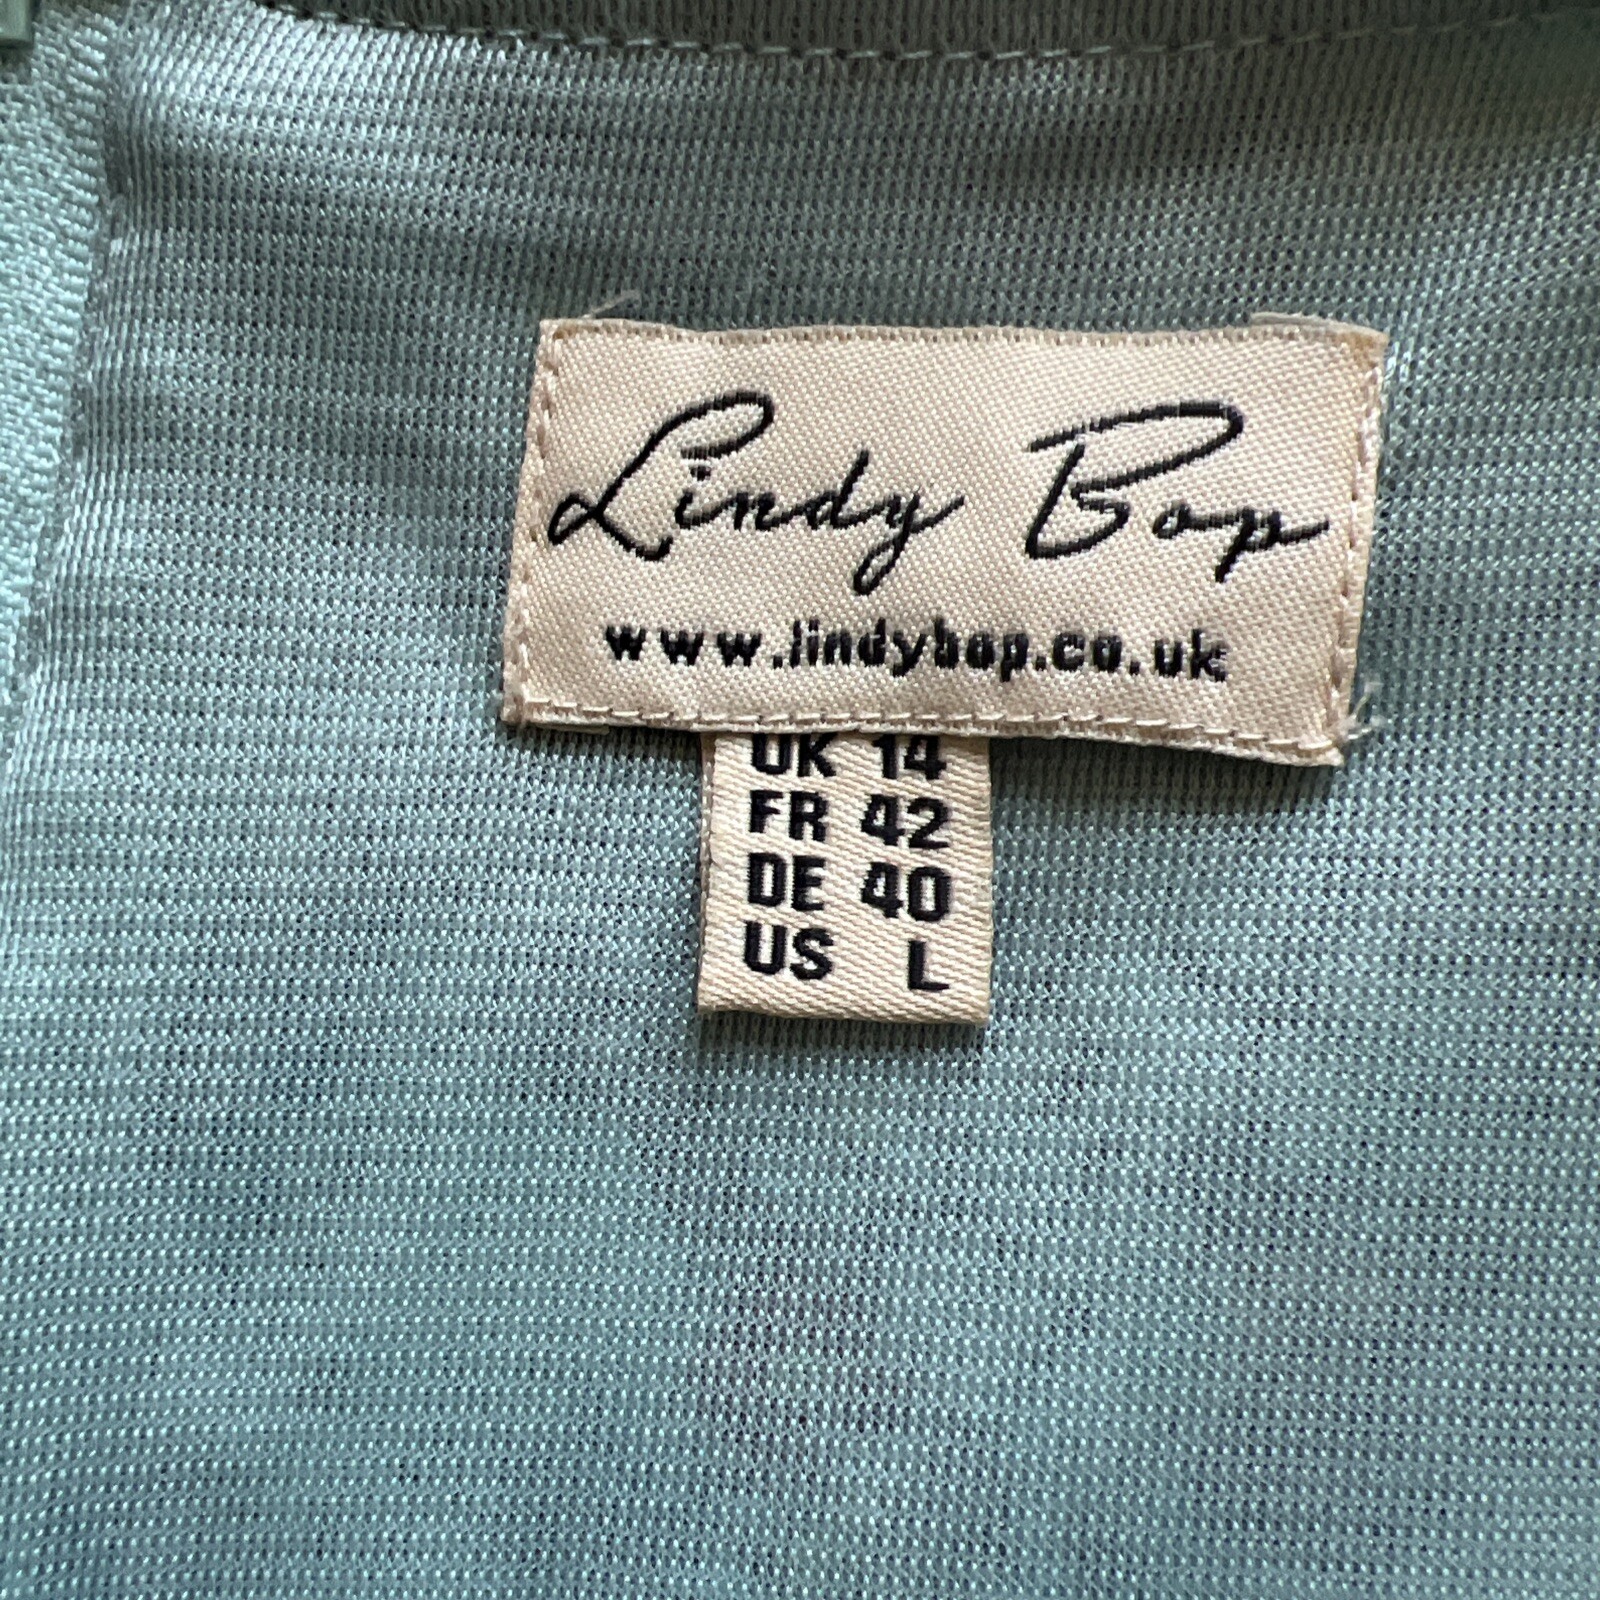 Lindy Bop
www.lindybop.co.uk
UK 14
FR 42
DE 40
US L